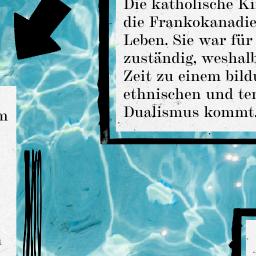 Die katholische Ki
die Frankokanadie
Leben. Sie war für
zuständig, weshalb
Zeit zu einem bildu
ethnischen und ter
Dualismus kommt.
m